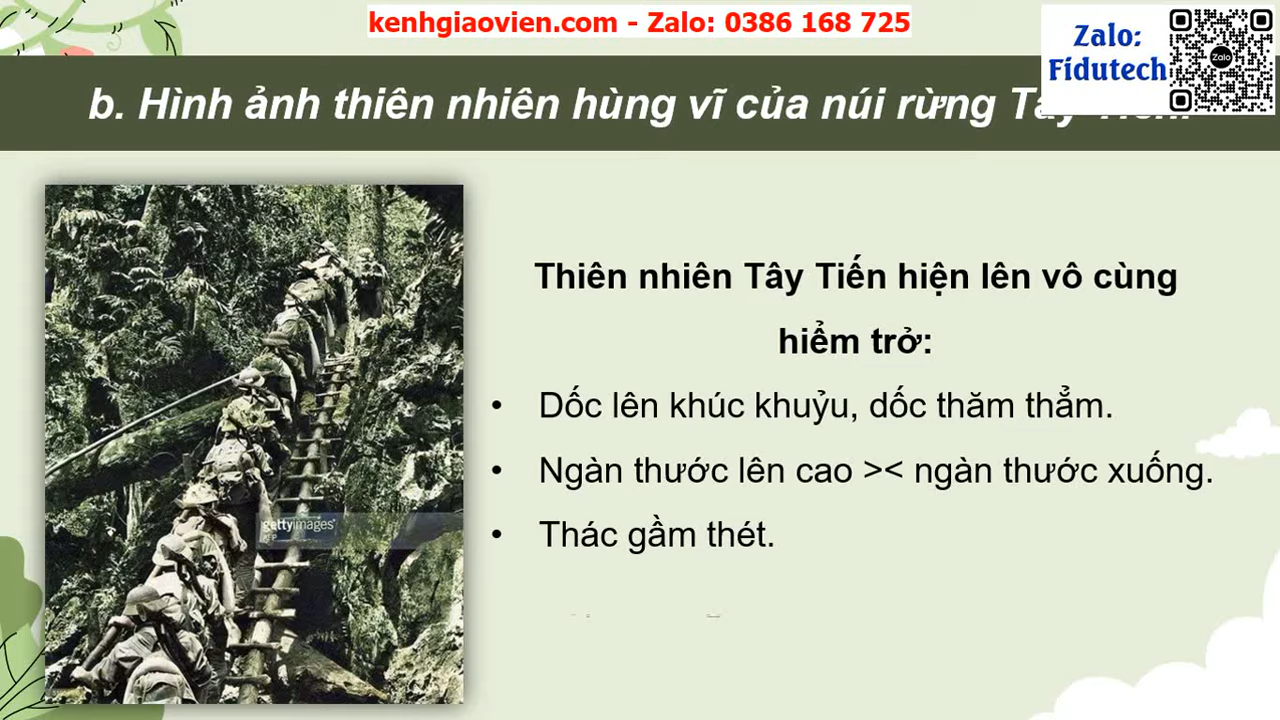 kenhgiaovien.com - Zalo: 0386 168 725
Zalo:
Fidutech
Zalo
b. Hình ảnh thiên nhiên hùng vĩ của núi rừng Tây
Thiên nhiên Tây Tiến hiện lên vô cùng
hiểm trở:
• Dốc lên khúc khuỷu, dốc thăm thẳm.
• Ngàn thước lên cao >< ngàn thước xuống.
• Thác gầm thét.
gettyimages